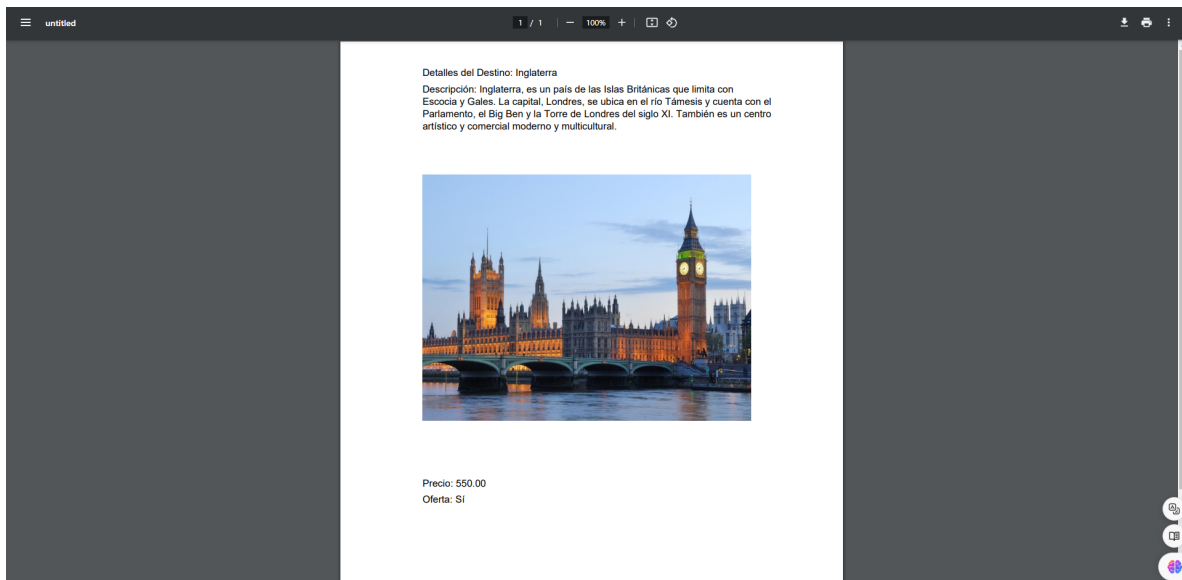 untitled
1 / 1
100%
Detalles del Destino: Inglaterra
Descripción: Inglaterra, es un país de las Islas Británicas que limita con
Escocia y Gales. La capital, Londres, se ubica en el río Támesis y cuenta con el
Parlamento, el Big Ben y la Torre de Londres del siglo XI. También es un centro
artístico y comercial moderno y multicultural.
Precio: 550.00
Oferta: Sí